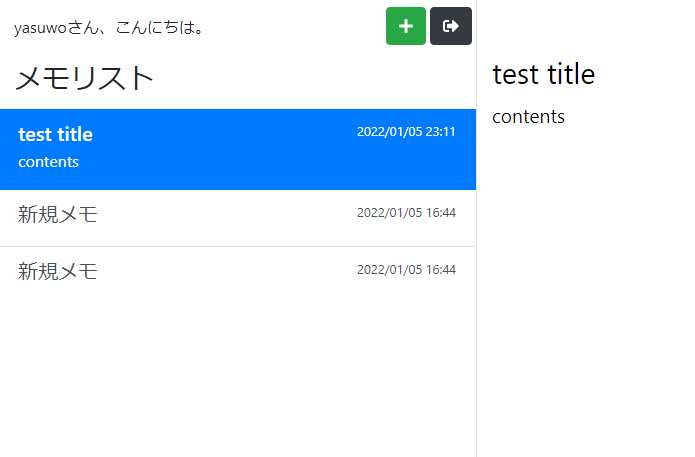 yasuwoさん、こんにちは。
メモリスト
test title 2022/01/05 23:11
contents
新規メモ 2022/01/05 16:44
新規メモ 2022/01/05 16:44
test title
contents